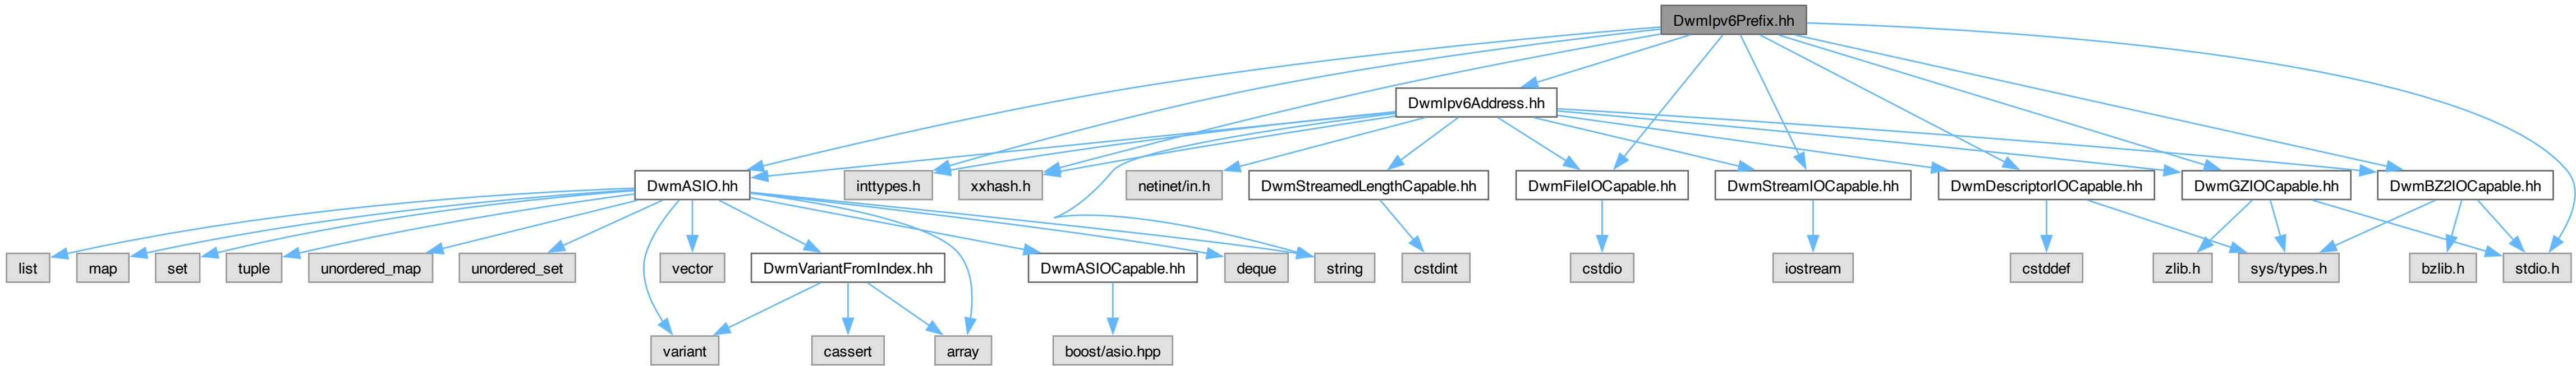 DwmIpv6Prefix.hh
DwmIpv6Address.hh
DwmASIO.hh
inttypes.h
xxhash.h
netinet/in.h
DwmStreamedLengthCapable.hh
DwmFileIOCapable.hh
DwmStreamIOCapable.hh
DwmDescriptorIOCapable.hh
DwmGZIOCapable.hh
DwmBZ2IOCapable.hh
list
map
set
tuple
unordered_map
unordered_set
vector
DwmVariantFromIndex.hh
DwmASIOCapable.hh
deque
string
cstdint
cstdio
iostream
cstddef
zlib.h
sys/types.h
bzlib.h
stdio.h
variant
cassert
array
boost/asio.hpp